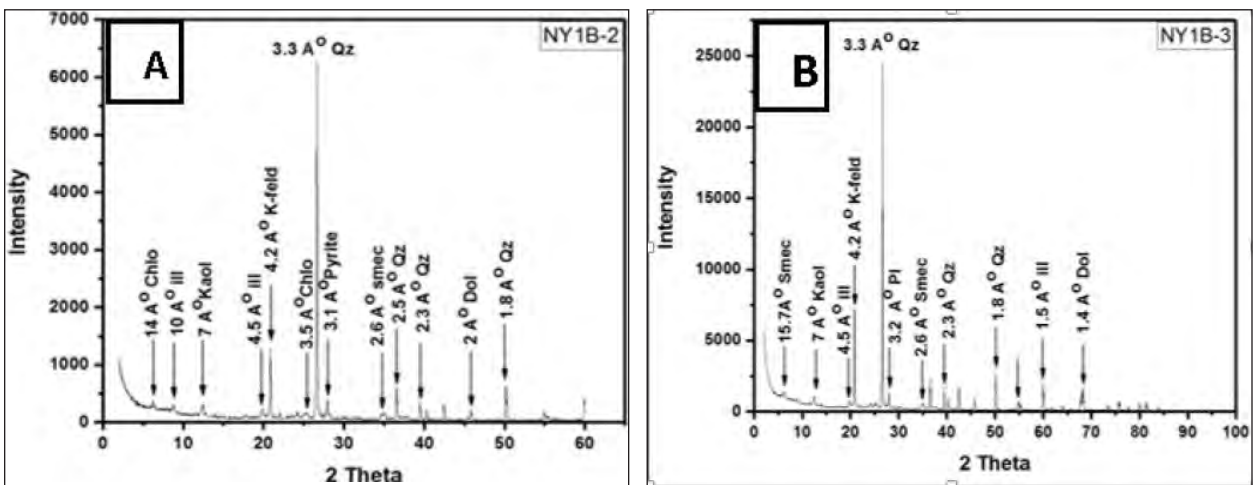 A
NY1B-2
7000
6000
5000
4000
3000
2000
1000
0
Intensity
14 A° Chlo
10 A° Ill
7 A° Kaol
4.5 A° Ill
4.2 A° K-feld
3.3 A° Qz
3.5 A° Chlo
3.1 A° Pyrite
2.6 A° smec
2.5 A° Qz
2.3 A° Qz
2 A° Dol
1.8 A° Qz
0 10 20 30 40 50 60
2 Theta
B
NY1B-3
25000
20000
15000
10000
5000
0
Intensity
15.7A° Smec
7 A° Kaol
4.5 A° Ill
4.2 A° K-feld
3.3 A° Qz
3.2 A° Pl
2.6 A° Smec
2.3 A° Qz
1.8 A° Qz
1.5 A° Ill
1.4 A° Dol
0 10 20 30 40 50 60 70 80 90 100
2 Theta